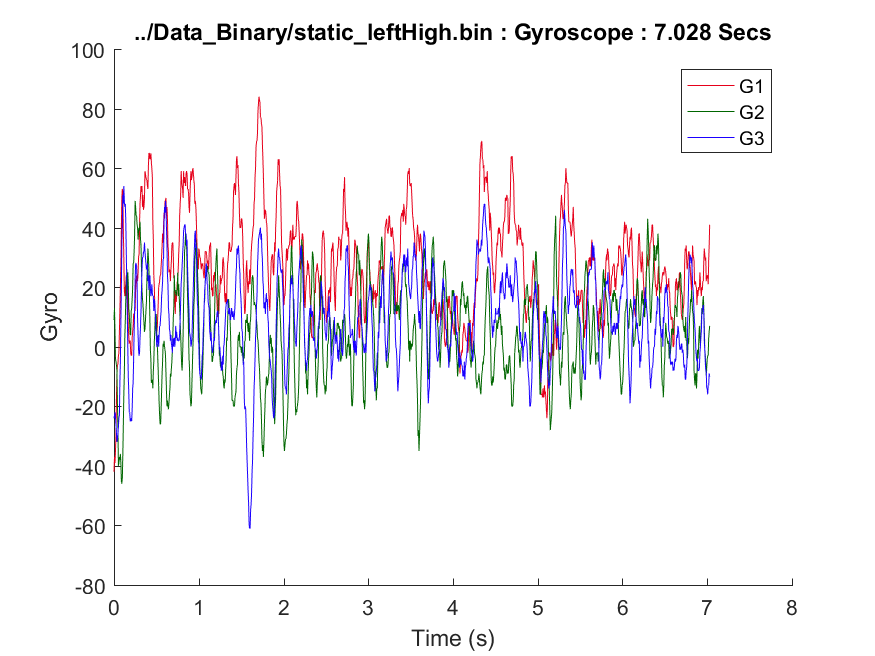 ../Data_Binary/static_leftHigh.bin : Gyroscope : 7.028 Secs
100
80
60
40
20
0
-20
-40
-60
-80
Gyro
G1
G2
G3
0 1 2 3 4 5 6 7 8
Time (s)